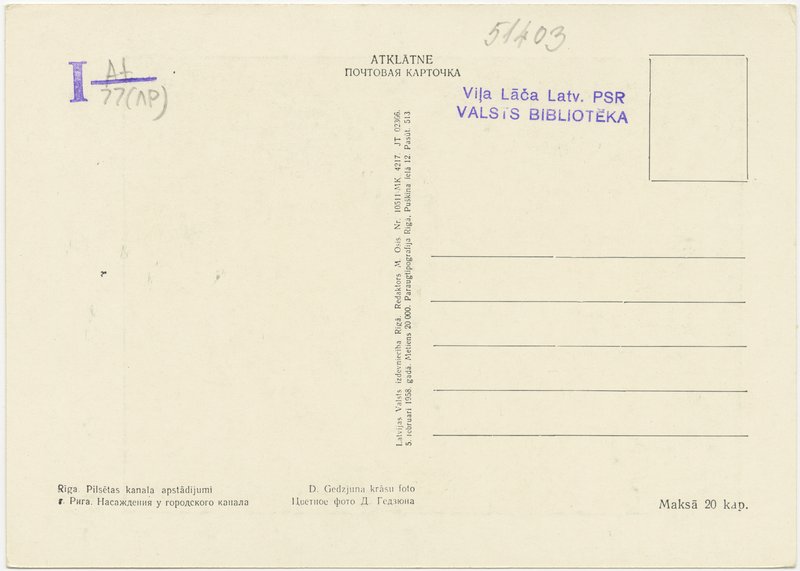 51403
ATKLĀTNE
ПОЧТОВАЯ КАРТОЧКА
I At
77(ЛР)
Viļa Lāča Latv. PSR
VALSTS BIBLIOTĒKA
Latvijas Valsts izdevniecība Rīgā. Redaktors M. Osis Nr. 10511-MK 4217. JT 02306.
5. februārī 1958. gadā. Metiens 20 000. Paraugtipografija Rīgā, Puškina ielā 12. Pasūt. 513
Rīga. Pilsētas kanala apstādījumi
г. Рига. Насаждения у городского канала
D. Gedzjuna krāsu foto
Цветное фото Д. Гедзюна
Maksā 20 kap.